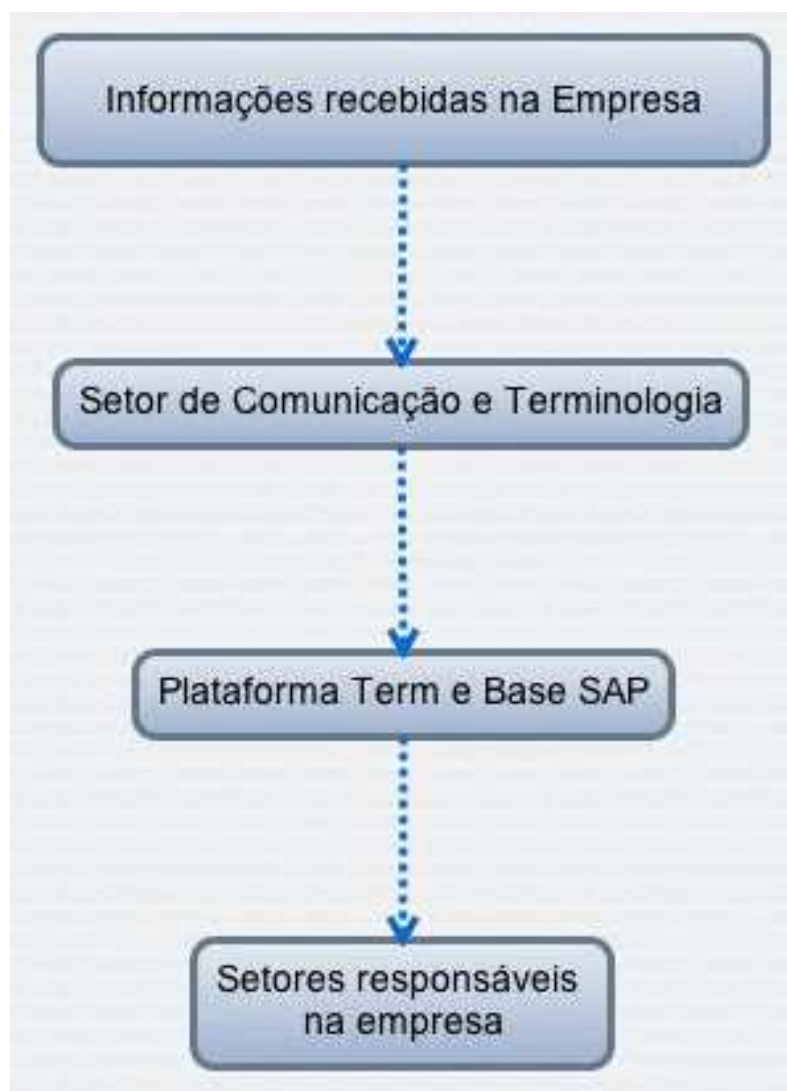 Informações recebidas na Empresa
Setor de Comunicação e Terminologia
Plataforma Term e Base SAP
Setores responsáveis
na empresa